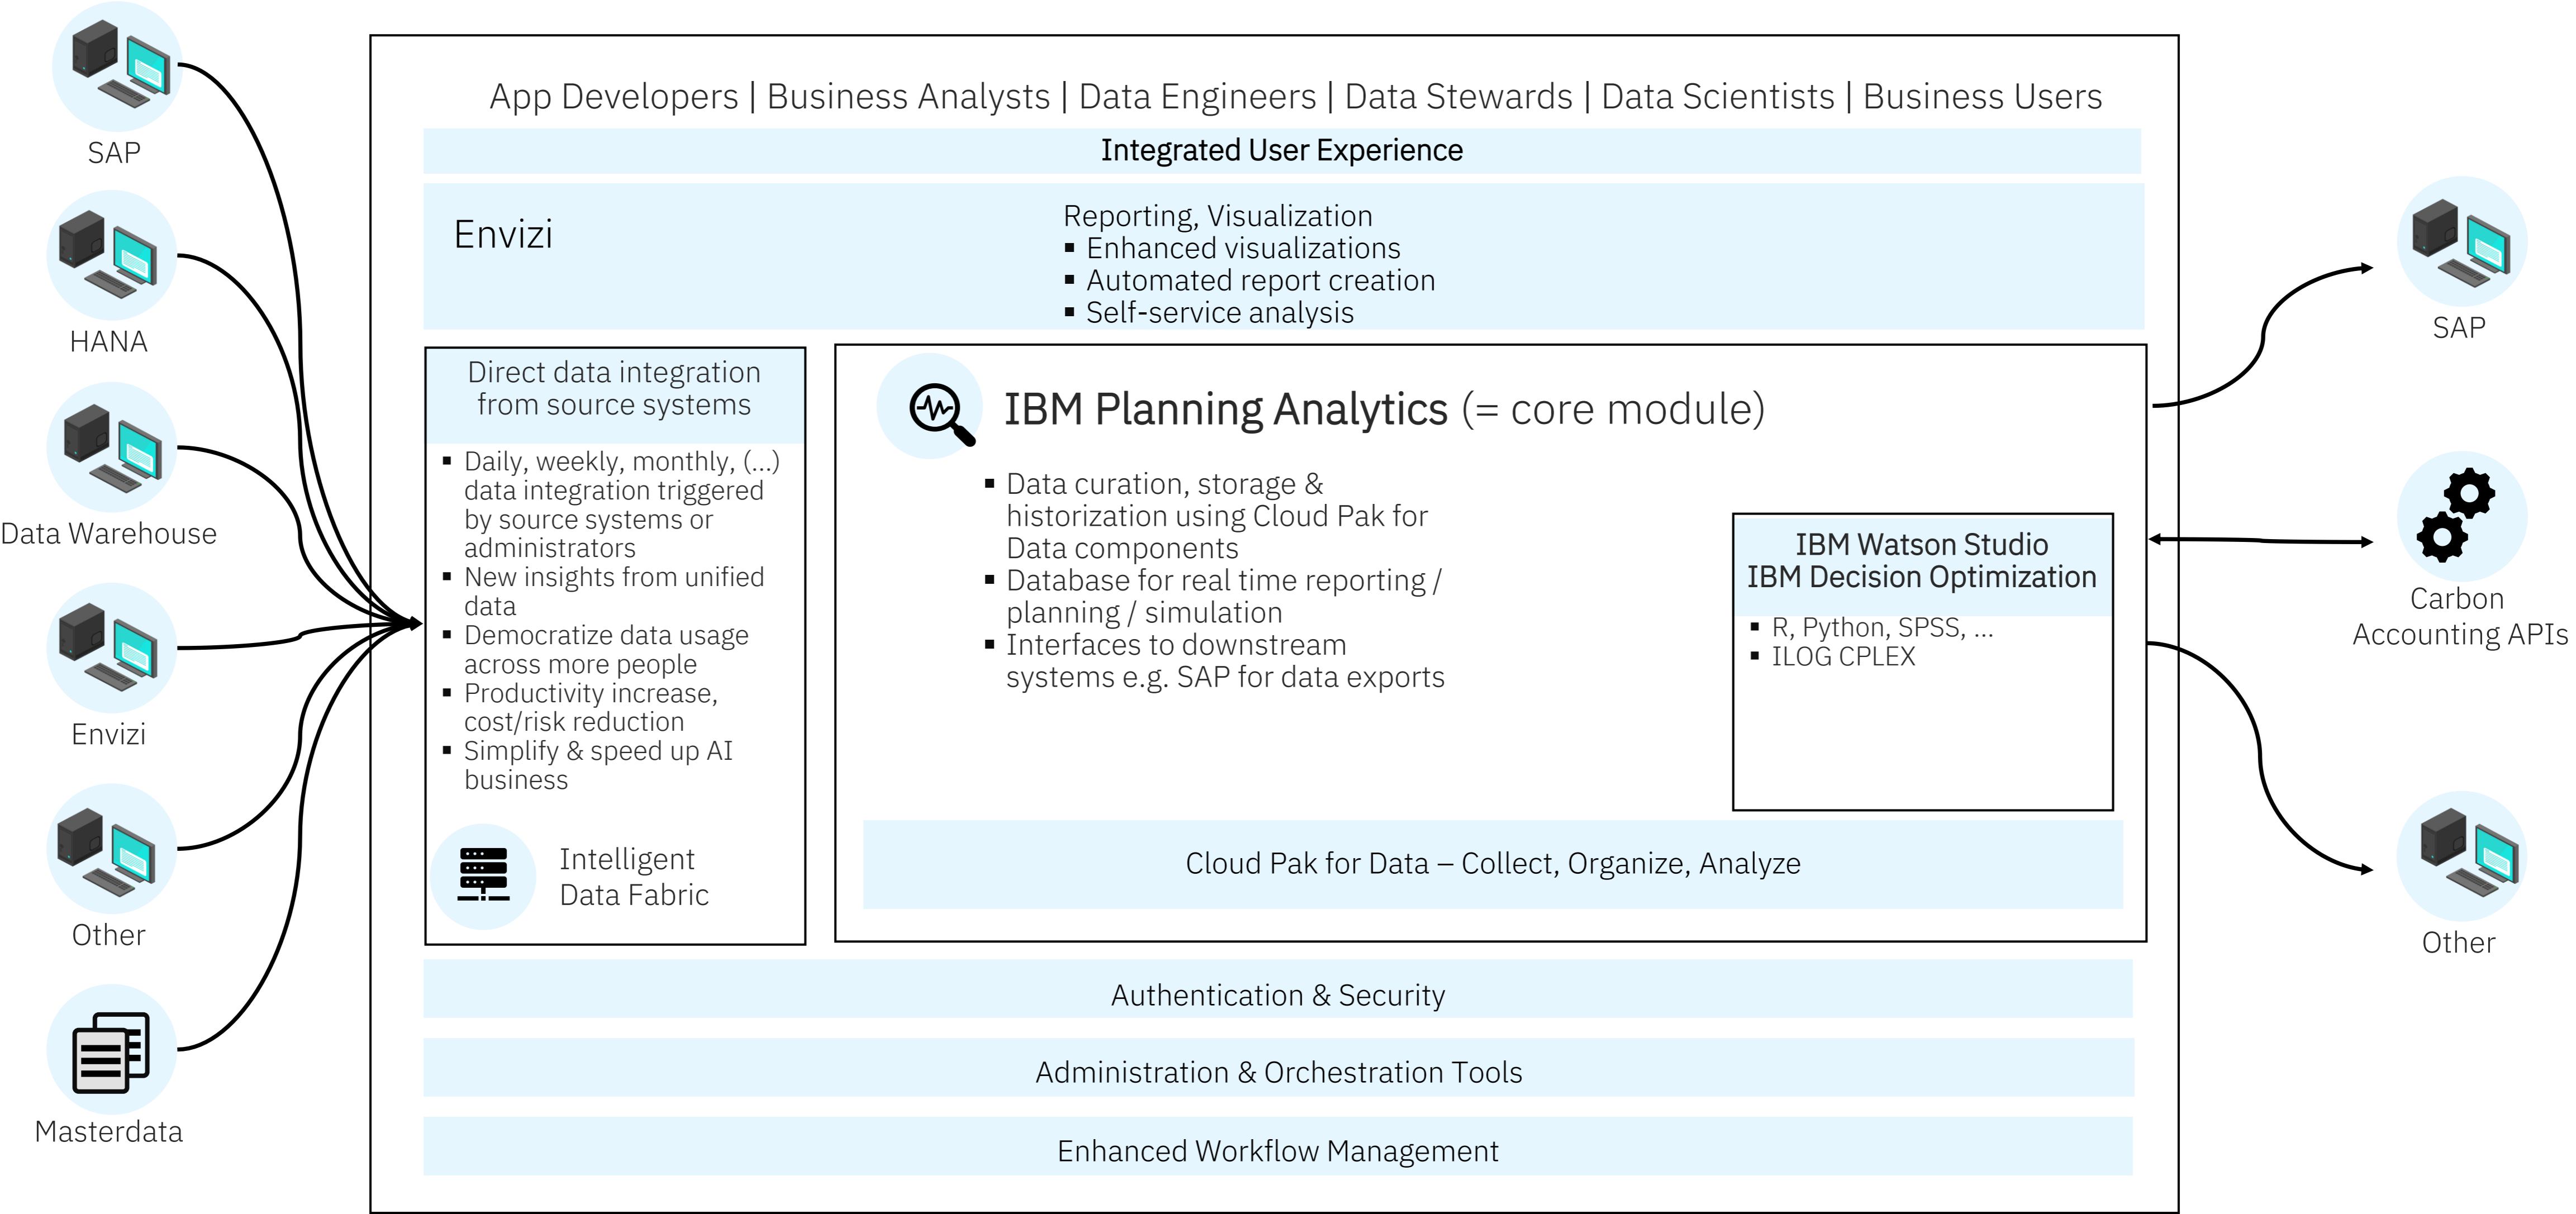 SAP
HANA
Data Warehouse
Envizi
Other
Masterdata
App Developers | Business Analysts | Data Engineers | Data Stewards | Data Scientists | Business Users
Integrated User Experience
Envizi
Reporting, Visualization
▪ Enhanced visualizations
▪ Automated report creation
▪ Self-service analysis
Direct data integration
from source systems
▪ Daily, weekly, monthly, (...)
data integration triggered
by source systems or
administrators
▪ New insights from unified
data
▪ Democratize data usage
across more people
▪ Productivity increase,
cost/risk reduction
▪ Simplify & speed up AI
business
Intelligent
Data Fabric
IBM Planning Analytics (= core module)
▪ Data curation, storage &
historization using Cloud Pak for
Data components
▪ Database for real time reporting /
planning / simulation
▪ Interfaces to downstream
systems e.g. SAP for data exports
IBM Watson Studio
IBM Decision Optimization
▪ R, Python, SPSS, ...
▪ ILOG CPLEX
Cloud Pak for Data – Collect, Organize, Analyze
Authentication & Security
Administration & Orchestration Tools
Enhanced Workflow Management
SAP
Carbon
Accounting APIs
Other